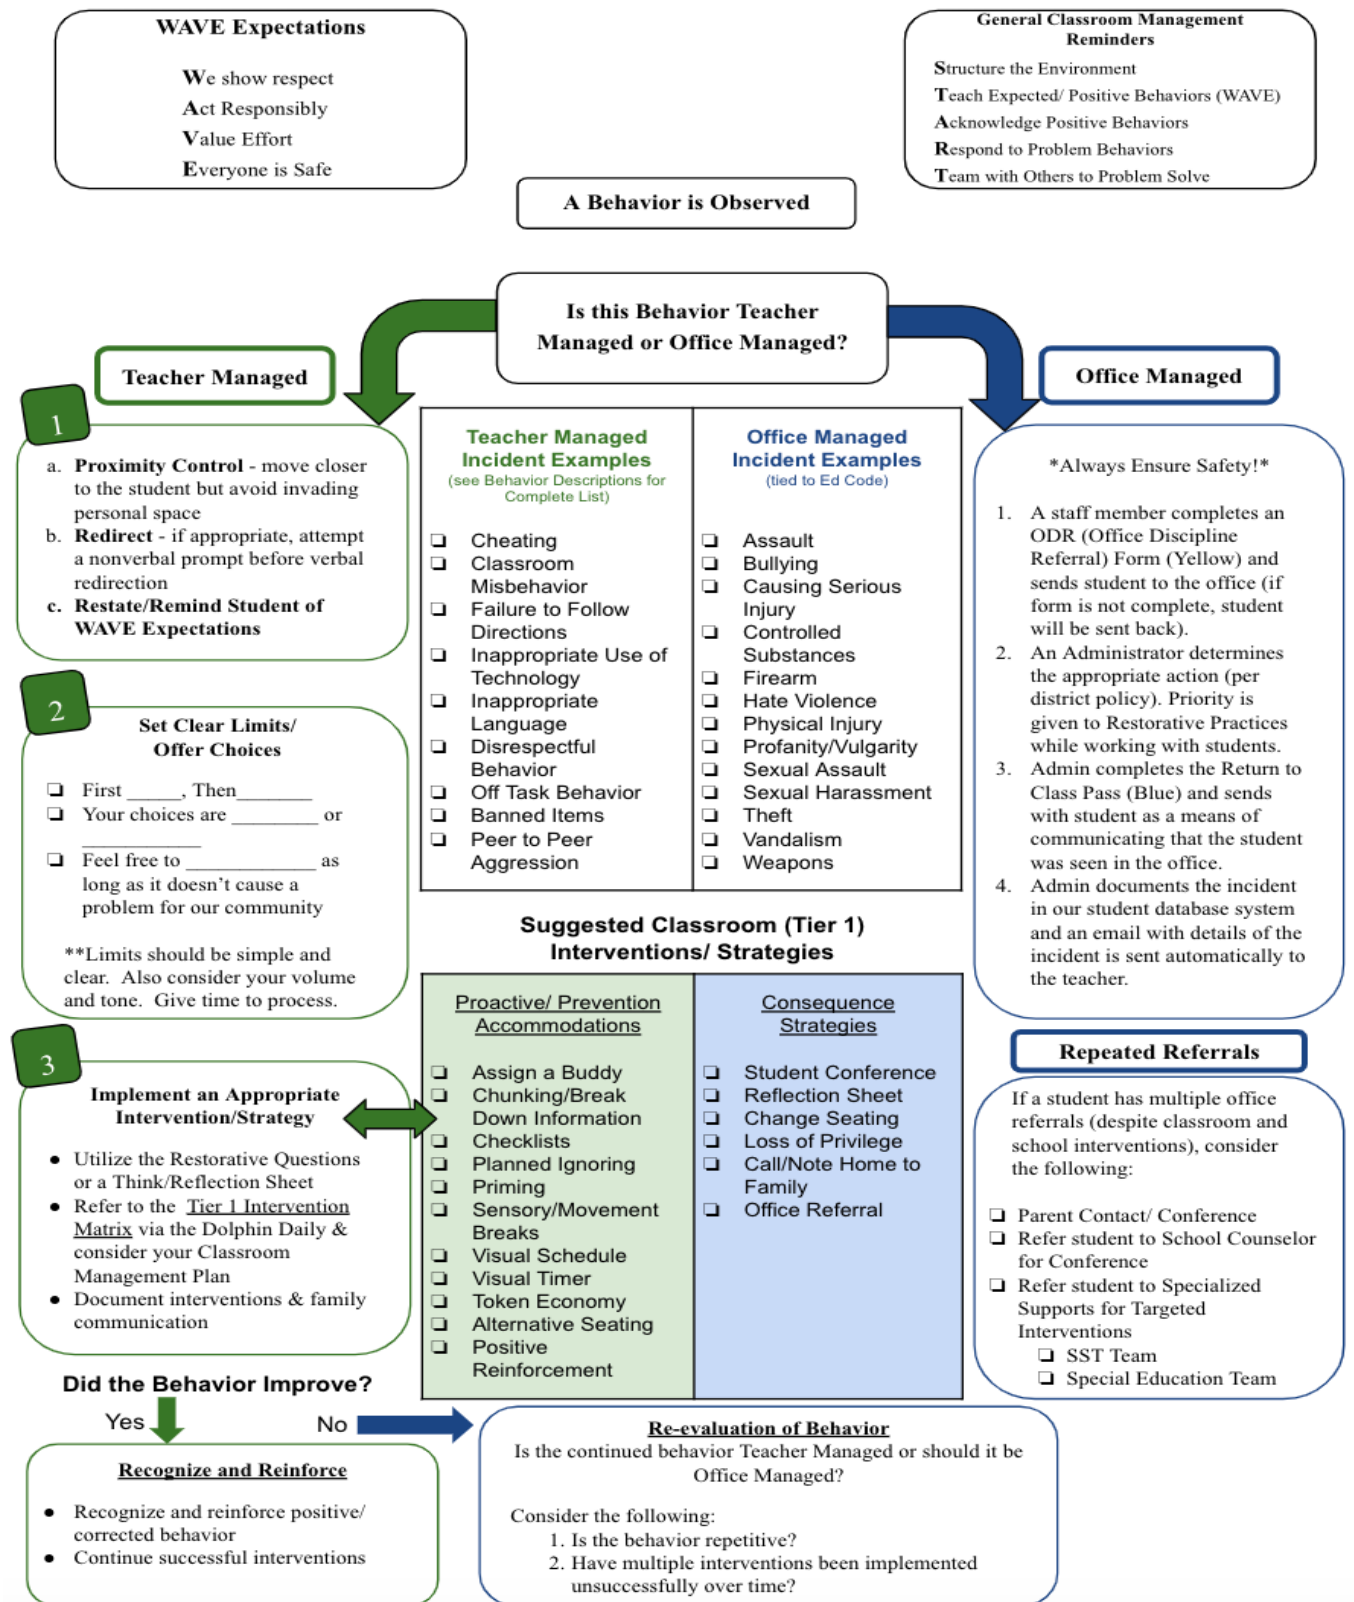 WAVE Expectations
We show respect
Act Responsibly
Value Effort
Everyone is Safe
General Classroom Management
Reminders
Structure the Environment
Teach Expected/ Positive Behaviors (WAVE)
Acknowledge Positive Behaviors
Respond to Problem Behaviors
Team with Others to Problem Solve
A Behavior is Observed
Is this Behavior Teacher
Managed or Office Managed?
Teacher Managed
1
a. Proximity Control - move closer
to the student but avoid invading
personal space
b. Redirect - if appropriate, attempt
a nonverbal prompt before verbal
redirection
c. Restate/Remind Student of
WAVE Expectations
2
Set Clear Limits/
Offer Choices
❏ First _____, Then_______
❏ Your choices are ________ or
___________
❏ Feel free to ____________ as
long as it doesn't cause a
problem for our community
**Limits should be simple and
clear. Also consider your volume
and tone. Give time to process.
3
Implement an Appropriate
Intervention/Strategy
● Utilize the Restorative Questions
or a Think/Reflection Sheet
● Refer to the Tier 1 Intervention
Matrix via the Dolphin Daily &
consider your Classroom
Management Plan
● Document interventions & family
communication
Teacher Managed
Incident Examples
(see Behavior Descriptions for
Complete List)
❏ Cheating
❏ Classroom
Misbehavior
❏ Failure to Follow
Directions
❏ Inappropriate Use of
Technology
❏ Inappropriate
Language
❏ Disrespectful
Behavior
❏ Off Task Behavior
❏ Banned Items
❏ Peer to Peer
Aggression
Office Managed
Incident Examples
(tied to Ed Code)
❏ Assault
❏ Bullying
❏ Causing Serious
Injury
❏ Controlled
Substances
❏ Firearm
❏ Hate Violence
❏ Physical Injury
❏ Profanity/Vulgarity
❏ Sexual Assault
❏ Sexual Harassment
❏ Theft
❏ Vandalism
❏ Weapons
Suggested Classroom (Tier 1)
Interventions/ Strategies
Proactive/ Prevention
Accommodations
❏ Assign a Buddy
❏ Chunking/Break
Down Information
❏ Checklists
❏ Planned Ignoring
❏ Priming
❏ Sensory/Movement
Breaks
❏ Visual Schedule
❏ Visual Timer
❏ Token Economy
❏ Alternative Seating
❏ Positive
Reinforcement
Consequence
Strategies
❏ Student Conference
❏ Reflection Sheet
❏ Change Seating
❏ Loss of Privilege
❏ Call/Note Home to
Family
❏ Office Referral
Office Managed
*Always Ensure Safety!*
1. A staff member completes an
ODR (Office Discipline
Referral) Form (Yellow) and
sends student to the office (if
form is not complete, student
will be sent back).
2. An Administrator determines
the appropriate action (per
district policy). Priority is
given to Restorative Practices
while working with students.
3. Admin completes the Return to
Class Pass (Blue) and sends
with student as a means of
communicating that the student
was seen in the office.
4. Admin documents the incident
in our student database system
and an email with details of the
incident is sent automatically to
the teacher.
Repeated Referrals
If a student has multiple office
referrals (despite classroom and
school interventions), consider
the following:
❏ Parent Contact/ Conference
❏ Refer student to School Counselor
for Conference
❏ Refer student to Specialized
Supports for Targeted
Interventions
❏ SST Team
❏ Special Education Team
Did the Behavior Improve?
Yes
No
Recognize and Reinforce
● Recognize and reinforce positive/
corrected behavior
● Continue successful interventions
Re-evaluation of Behavior
Is the continued behavior Teacher Managed or should it be
Office Managed?
Consider the following:
1. Is the behavior repetitive?
2. Have multiple interventions been implemented
unsuccessfully over time?